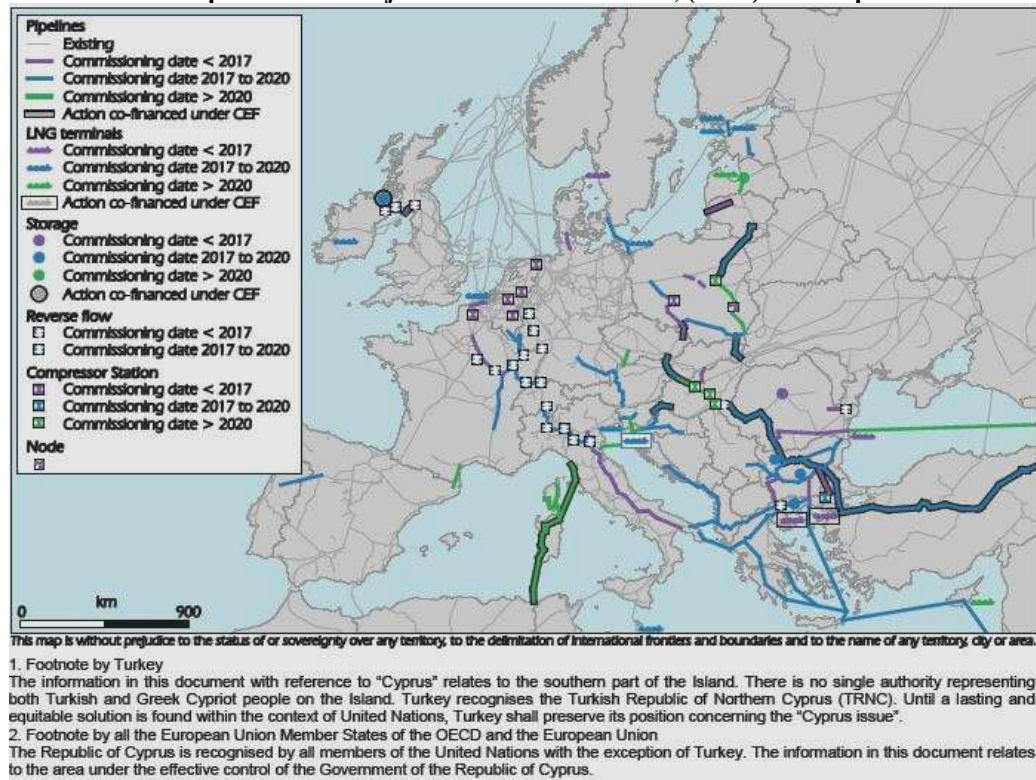 Pipelines
Existing
Commissioning date < 2017
Commissioning date 2017 to 2020
Commissioning date > 2020
Action co-financed under CEF
LNG terminals
Commissioning date < 2017
Commissioning date 2017 to 2020
Commissioning date > 2020
Action co-financed under CEF
Storage
Commissioning date < 2017
Commissioning date 2017 to 2020
Commissioning date > 2020
Action co-financed under CEF
Reverse flow
Commissioning date < 2017
Commissioning date 2017 to 2020
Compressor Station
Commissioning date < 2017
Commissioning date 2017 to 2020
Commissioning date > 2020
Node
km
0 900
This map is without prejudice to the status of or sovereignty over any territory, to the delimitation of international frontiers and boundaries and to the name of any territory, city or area.
1. Footnote by Turkey
The information in this document with reference to “Cyprus” relates to the southern part of the Island. There is no single authority representing
both Turkish and Greek Cypriot people on the Island. Turkey recognises the Turkish Republic of Northern Cyprus (TRNC). Until a lasting and
equitable solution is found within the context of United Nations, Turkey shall preserve its position concerning the “Cyprus issue”.
2. Footnote by all the European Union Member States of the OECD and the European Union
The Republic of Cyprus is recognised by all members of the United Nations with the exception of Turkey. The information in this document relates
to the area under the effective control of the Government of the Republic of Cyprus.